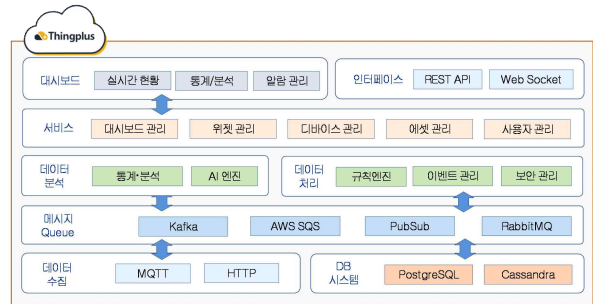 Thingplus
대시보드 실시간 현황 통계/분석 알람 관리 인터페이스 REST API Web Socket
서비스 대시보드 관리 위젯 관리 디바이스 관리 에셋 관리 사용자 관리
데이터
분석
통계•분석 AI 엔진
데이터
처리
규칙엔진 이벤트 관리 보안 관리
메시지
Queue
Kafka AWS SQS PubSub RabbitMQ
데이터
수집
MQTT HTTP
DB
시스템
PostgreSQL Cassandra